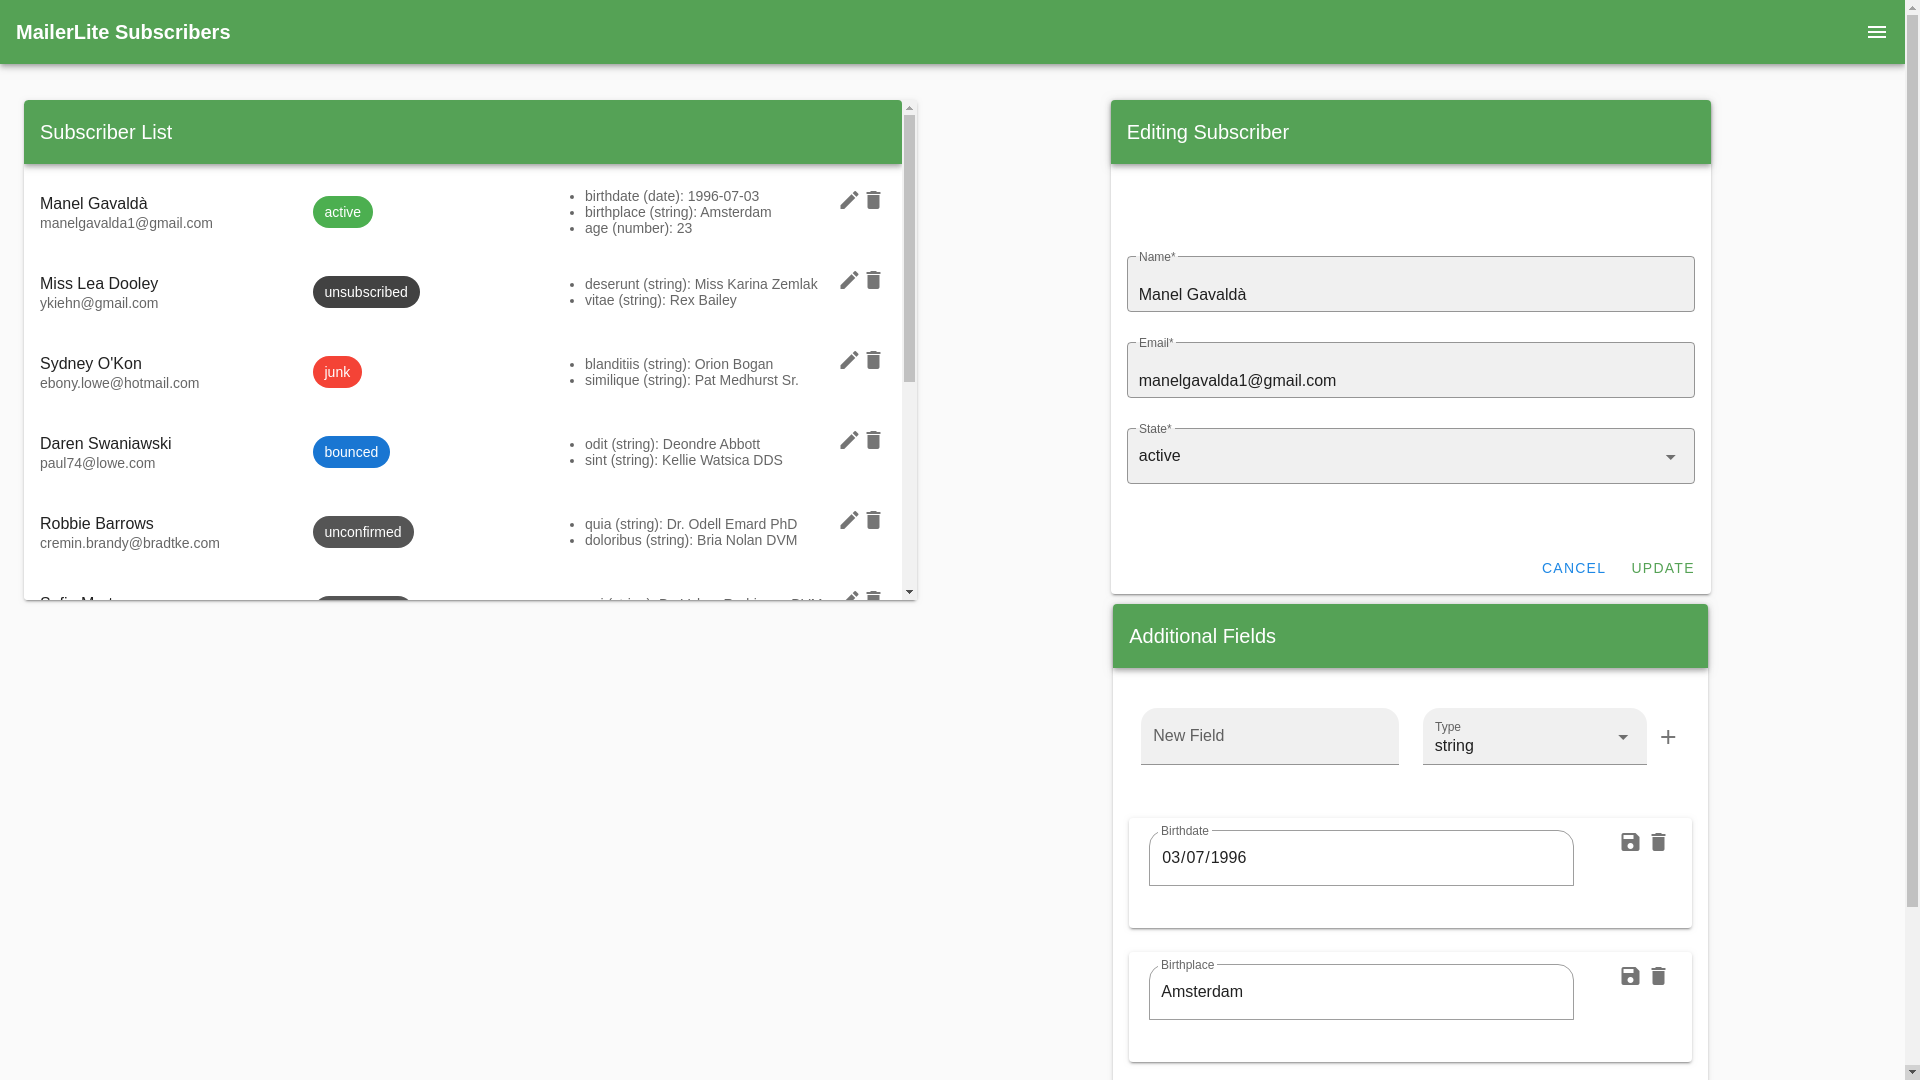 MailerLite Subscribers
Subscriber List
Manel Gavaldà
manelgavalda1@gmail.com
active
birthdate (date): 1996-07-03
birthplace (string): Amsterdam
age (number): 23
Miss Lea Dooley
ykiehn@gmail.com
unsubscribed
deserunt (string): Miss Karina Zemlak
vitae (string): Rex Bailey
Sydney O'Kon
ebony.lowe@hotmail.com
junk
blanditiis (string): Orion Bogan
similique (string): Pat Medhurst Sr.
Daren Swaniawski
paul74@lowe.com
bounced
odit (string): Deondre Abbott
sint (string): Kellie Watsica DDS
Robbie Barrows
cremin.brandy@bradtke.com
unconfirmed
quia (string): Dr. Odell Emard PhD
doloribus (string): Bria Nolan DVM
Editing Subscriber
Name*
Manel Gavaldà
Email*
manelgavalda1@gmail.com
State*
active
CANCEL UPDATE
Additional Fields
New Field
Type
string
Birthdate
03/07/1996
Birthplace
Amsterdam